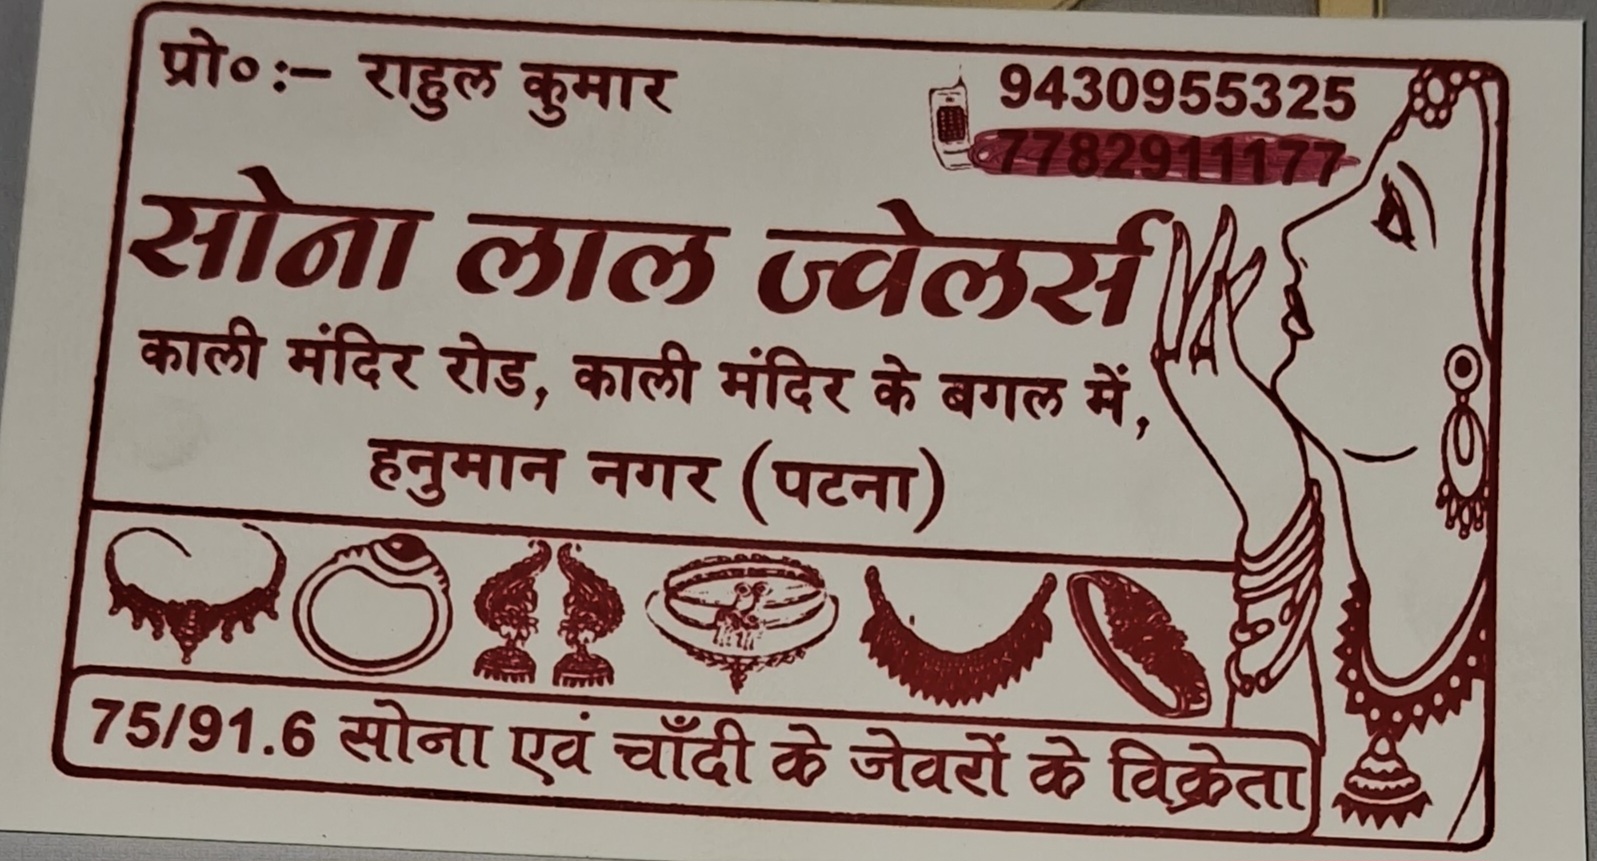 प्रो०:– राहुल कुमार
9430955325
7782911177
सोना लाल ज्वेलर्स
काली मंदिर रोड, काली मंदिर के बगल में,
हनुमान नगर (पटना)
75/91.6 सोना एवं चाँदी के जेवरों के विक्रेता